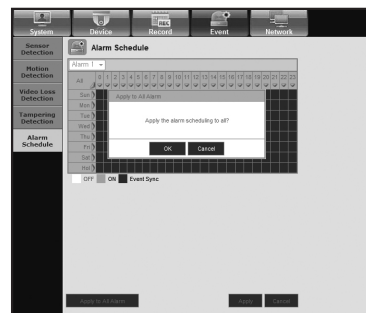 System Device Record Event Network
Sensor Detection
Motion Detection
Video Loss Detection
Tampering Detection
Alarm Schedule
Alarm Schedule
Alarm 1
All 0 1 2 3 4 5 6 7 8 9 10 11 12 13 14 15 16 17 18 19 20 21 22 23
Sun
Mon
Tue
Wed
Thu
Fri
Sat
Hol
Apply to All Alarm
Apply the alarm scheduling to all?
OK Cancel
OFF ON Event Sync
Apply to All Alarm Apply Cancel